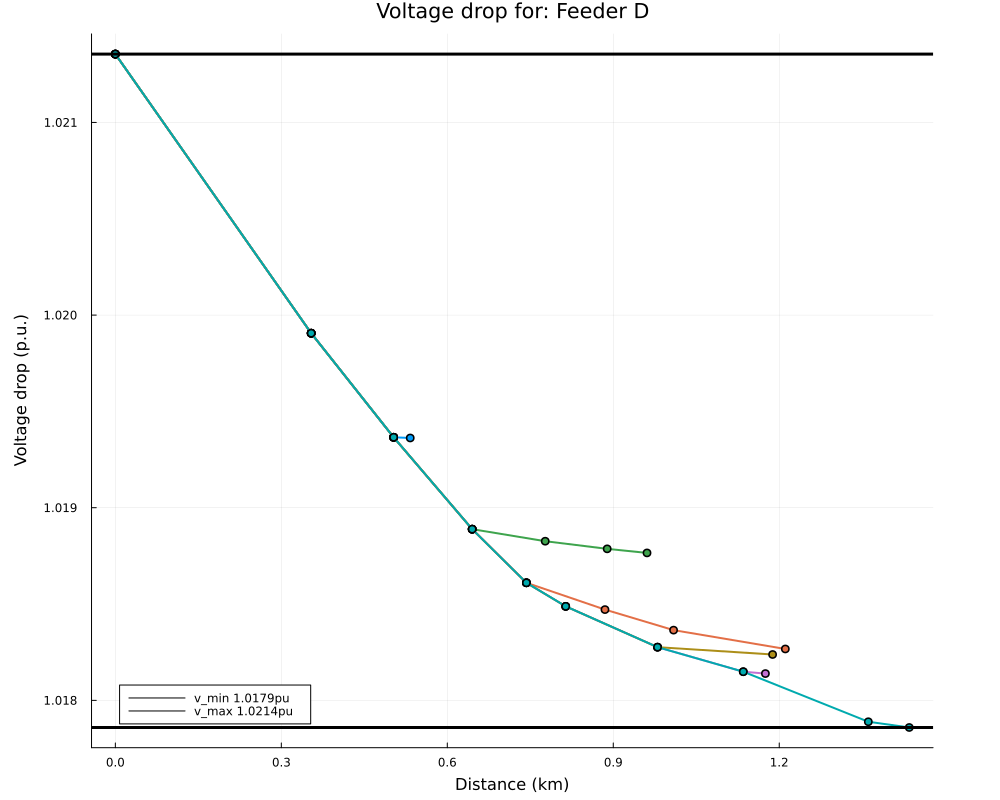 Voltage drop for: Feeder D
Voltage drop (p.u.)
1.021
1.020
1.019
1.018
v_min 1.0179pu
v_max 1.0214pu
0.0 0.3 0.6 0.9 1.2
Distance (km)